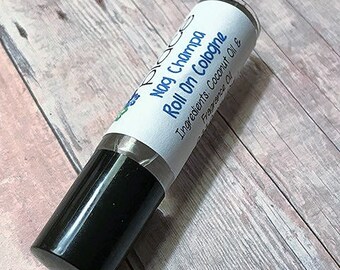 Nag Champa
Roll On Cologne
Ingredients: Coconut Oil &
Fragrance Oil